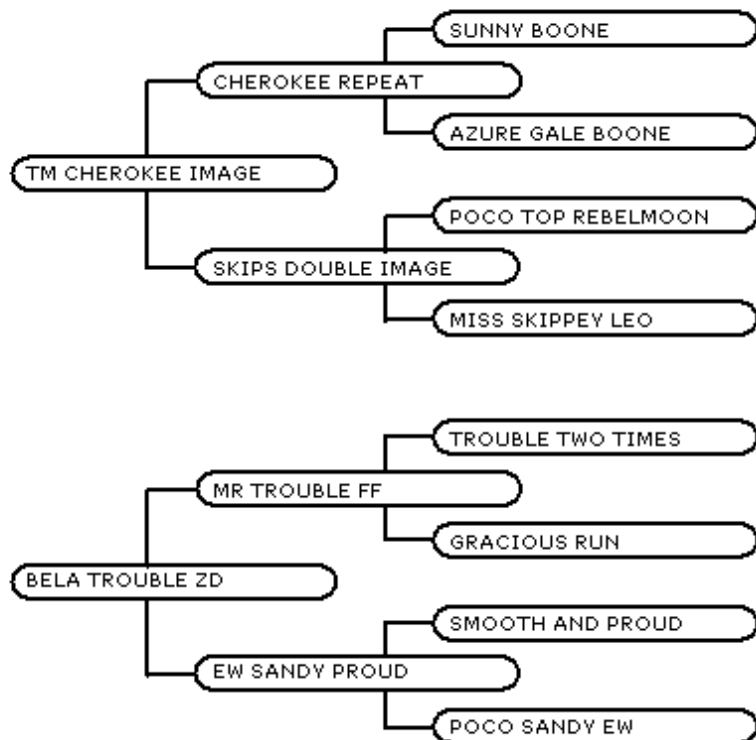 SUNNY BOONE
CHEROKEE REPEAT
AZURE GALE BOONE
TM CHEROKEE IMAGE
POCO TOP REBELMOON
SKIPS DOUBLE IMAGE
MISS SKIPPEY LEO
TROUBLE TWO TIMES
MR TROUBLE FF
GRACIOUS RUN
BELA TROUBLE ZD
SMOOTH AND PROUD
EW SANDY PROUD
POCO SANDY EW